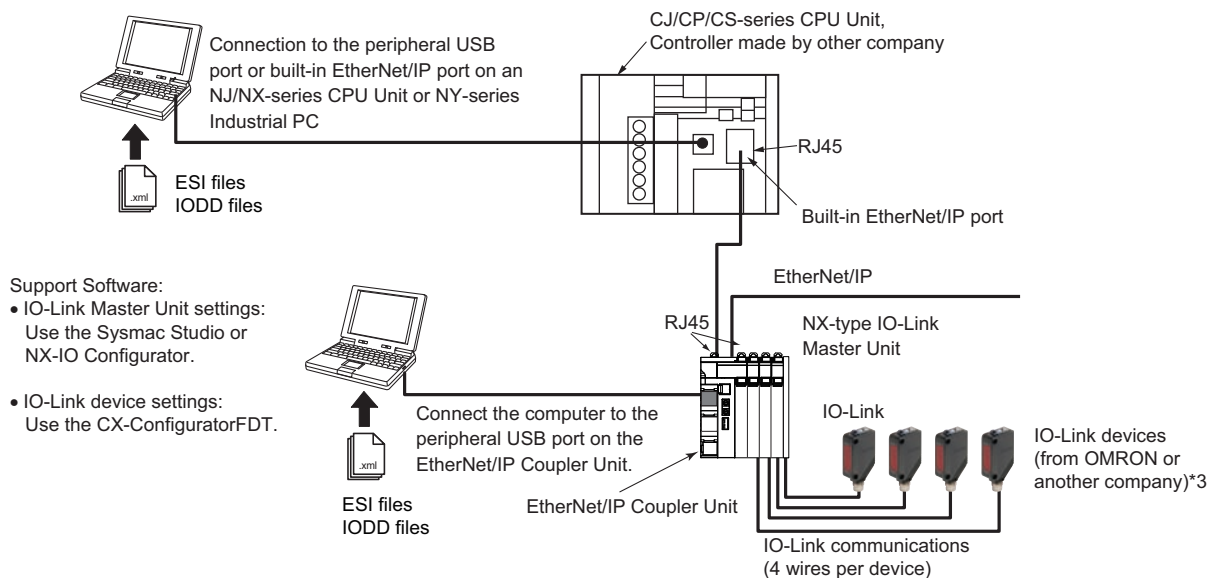 CJ/CP/CS-series CPU Unit,
Controller made by other company
Connection to the peripheral USB
port or built-in EtherNet/IP port on an
NJ/NX-series CPU Unit or NY-series
Industrial PC
RJ45
.xml
ESI files
IODD files
Built-in EtherNet/IP port
EtherNet/IP
Support Software:
• IO-Link Master Unit settings:
Use the Sysmac Studio or
NX-IO Configurator.
• IO-Link device settings:
Use the CX-ConfiguratorFDT.
RJ45
NX-type IO-Link
Master Unit
Connect the computer to the
peripheral USB port on the
EtherNet/IP Coupler Unit.
IO-Link
IO-Link devices
(from OMRON or
another company)*3
.xml
ESI files
IODD files
EtherNet/IP Coupler Unit
IO-Link communications
(4 wires per device)